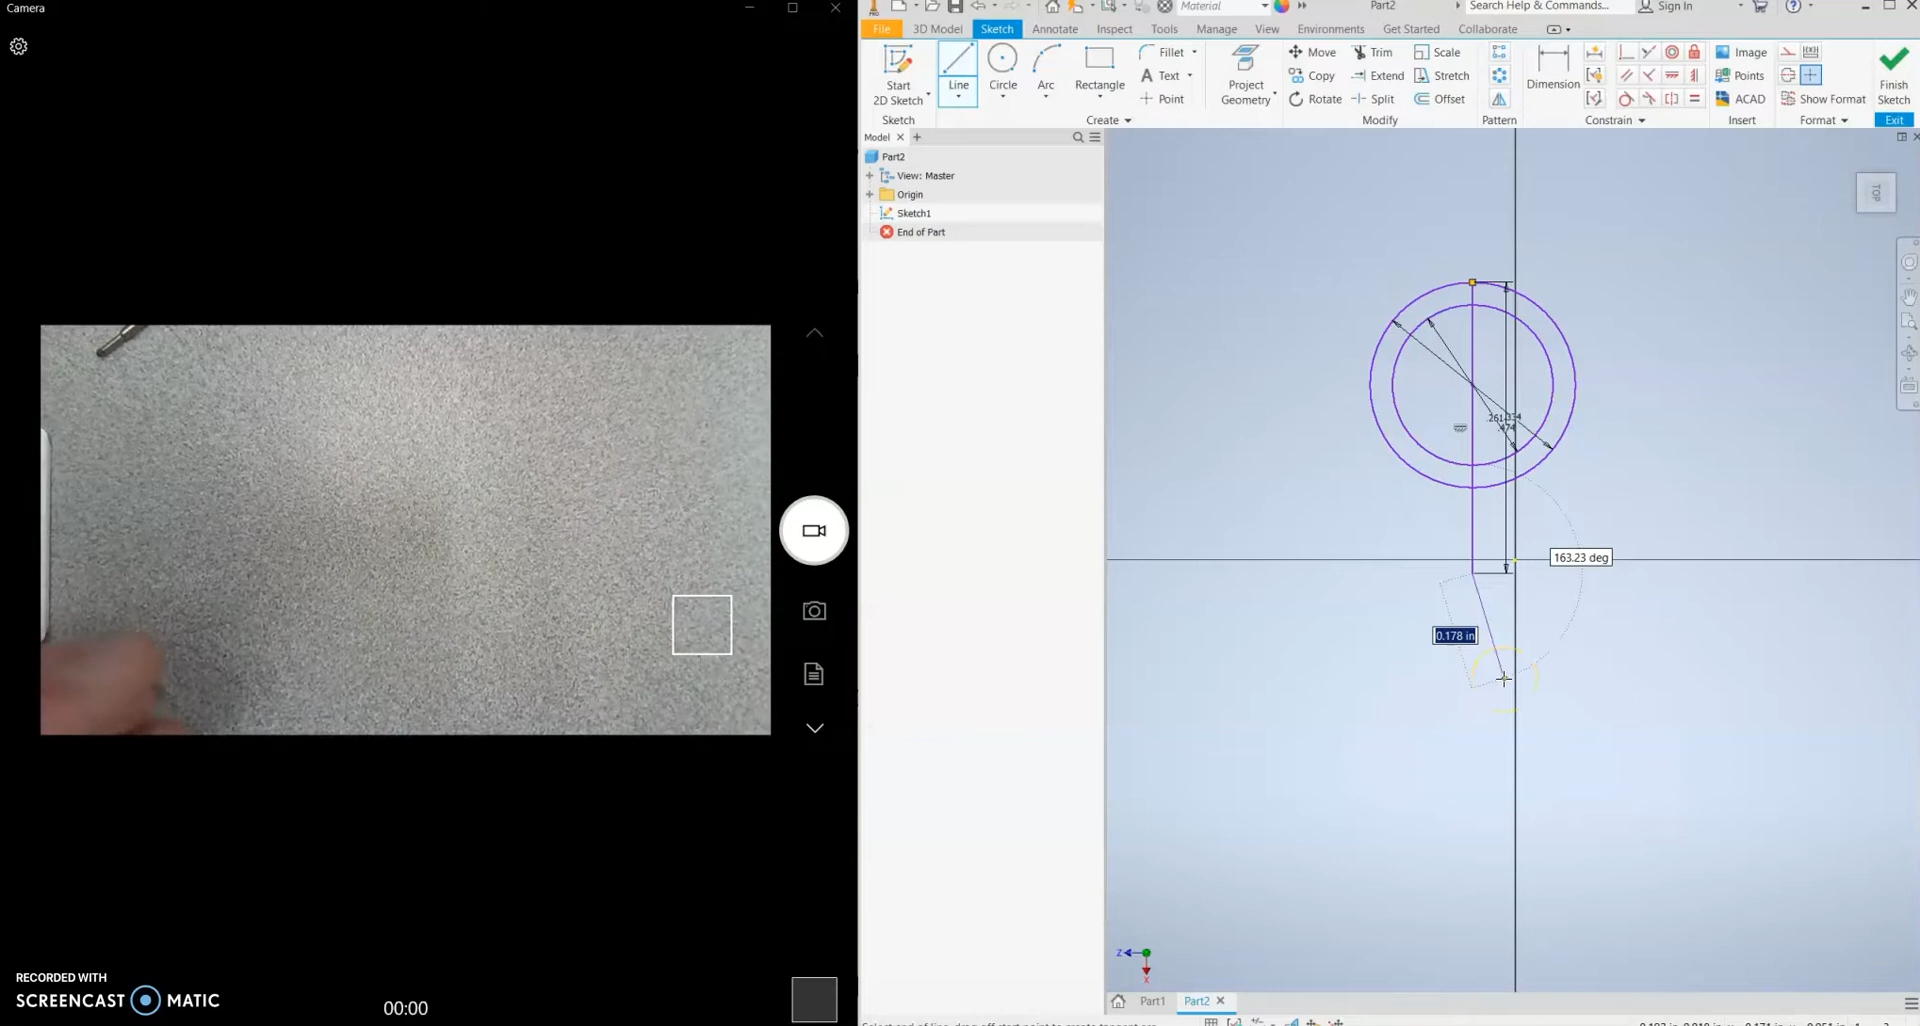 Camera
RECORDED WITH
SCREENCAST MATIC
00:00
Material
Part2
Search Help & Commands...
Sign In
File
3D Model
Sketch
Annotate
Inspect
Tools
Manage
View
Environments
Get Started
Collaborate
Start
2D Sketch
Line
Circle
Arc
Rectangle
Fillet
Text
Point
Project
Geometry
Move
Copy
Rotate
Trim
Extend
Split
Scale
Stretch
Offset
Dimension
Image
Points
ACAD
Show Format
Finish
Sketch
Sketch
Create
Modify
Pattern
Constrain
Insert
Format
Exit
Model
Part2
View: Master
Origin
Sketch1
End of Part
TOP
.474
163.23 deg
0.178 in
Z
X
Part1
Part2